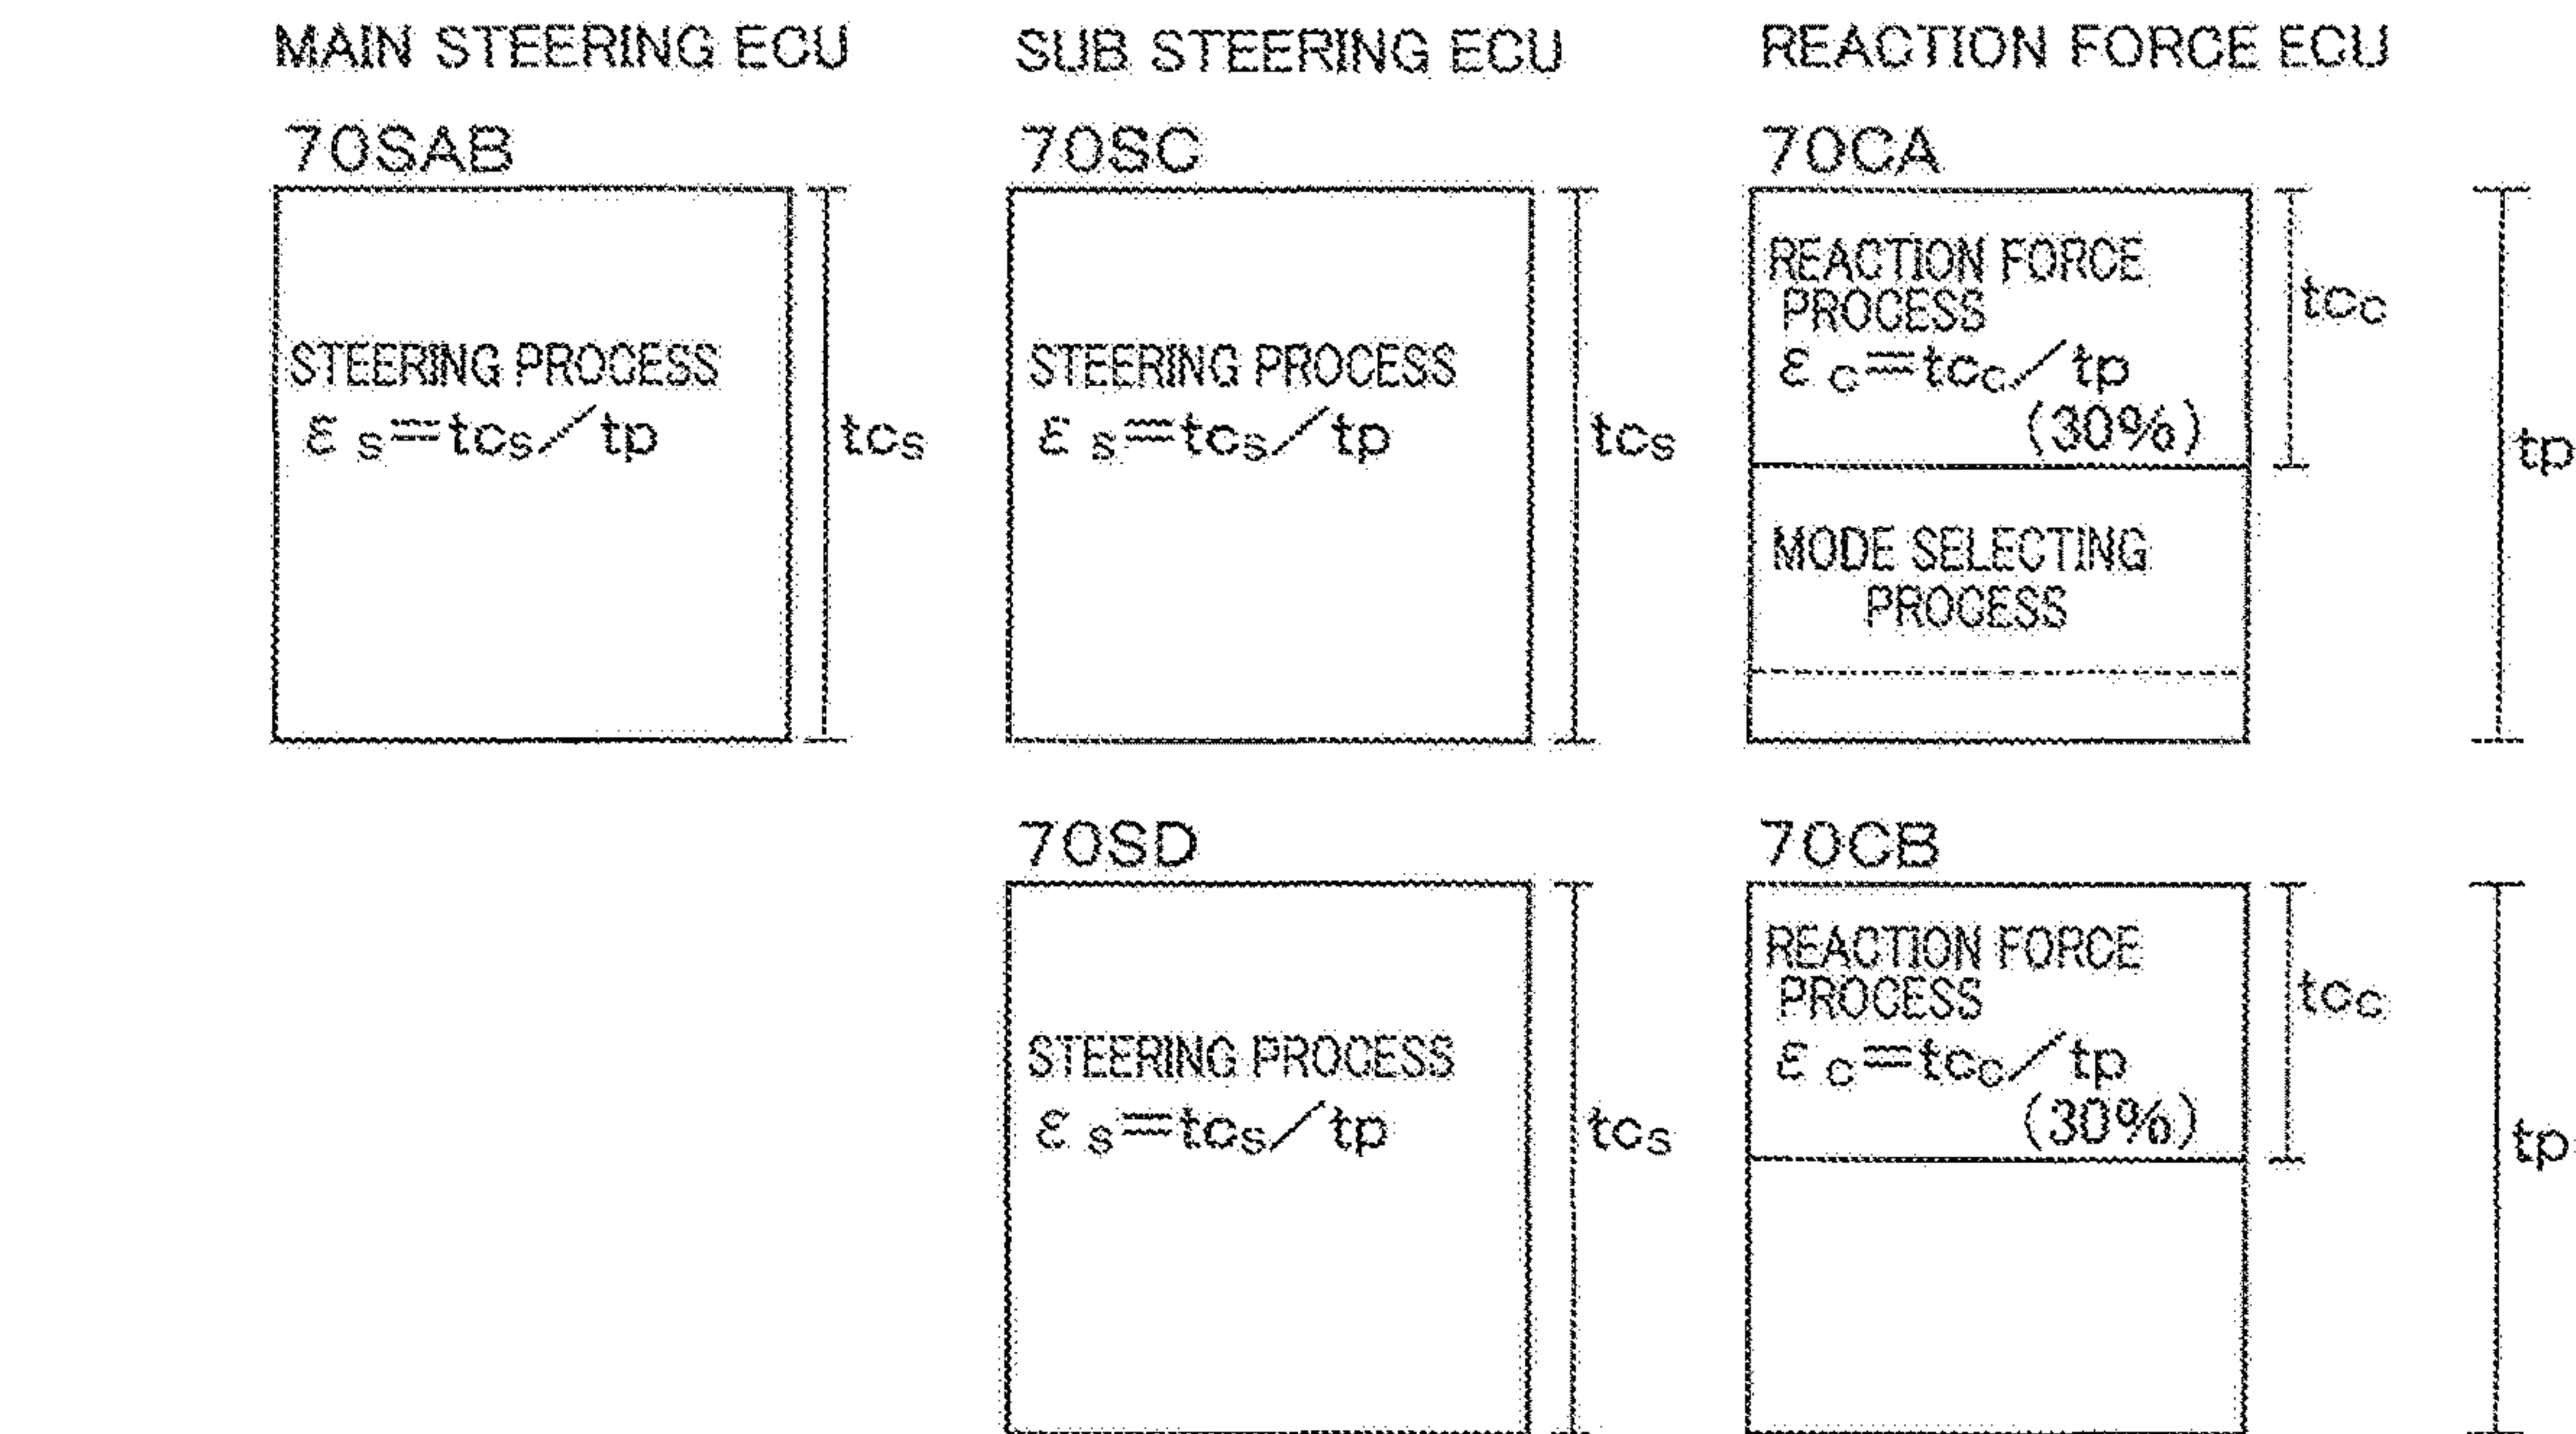 MAIN STEERING ECU
SUB STEERING ECU
REACTION FORCE ECU
70SAB
STEERING PROCESS
εs=tcs/tp
tcs
70SC
STEERING PROCESS
εs=tcs/tp
tcs
70CA
REACTION FORCE
PROCESS
εc=tcc/tp
(30%)
tcc
MODE SELECTING
PROCESS
tp
70SD
STEERING PROCESS
εs=tcs/tp
tcs
70CB
REACTION FORCE
PROCESS
εc=tcc/tp
(30%)
tcc
tp